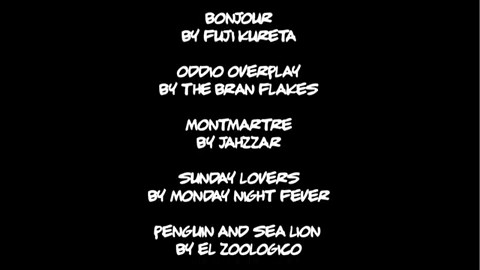 BONJOUR
BY FUJI KURETA
ODDIO OVERPLAY
BY THE BRAN FLAKES
MONTMARTRE
BY JAHZZAR
SUNDAY LOVERS
BY MONDAY NIGHT FEVER
PENGUIN AND SEA LION
BY EL ZOOLOGICO